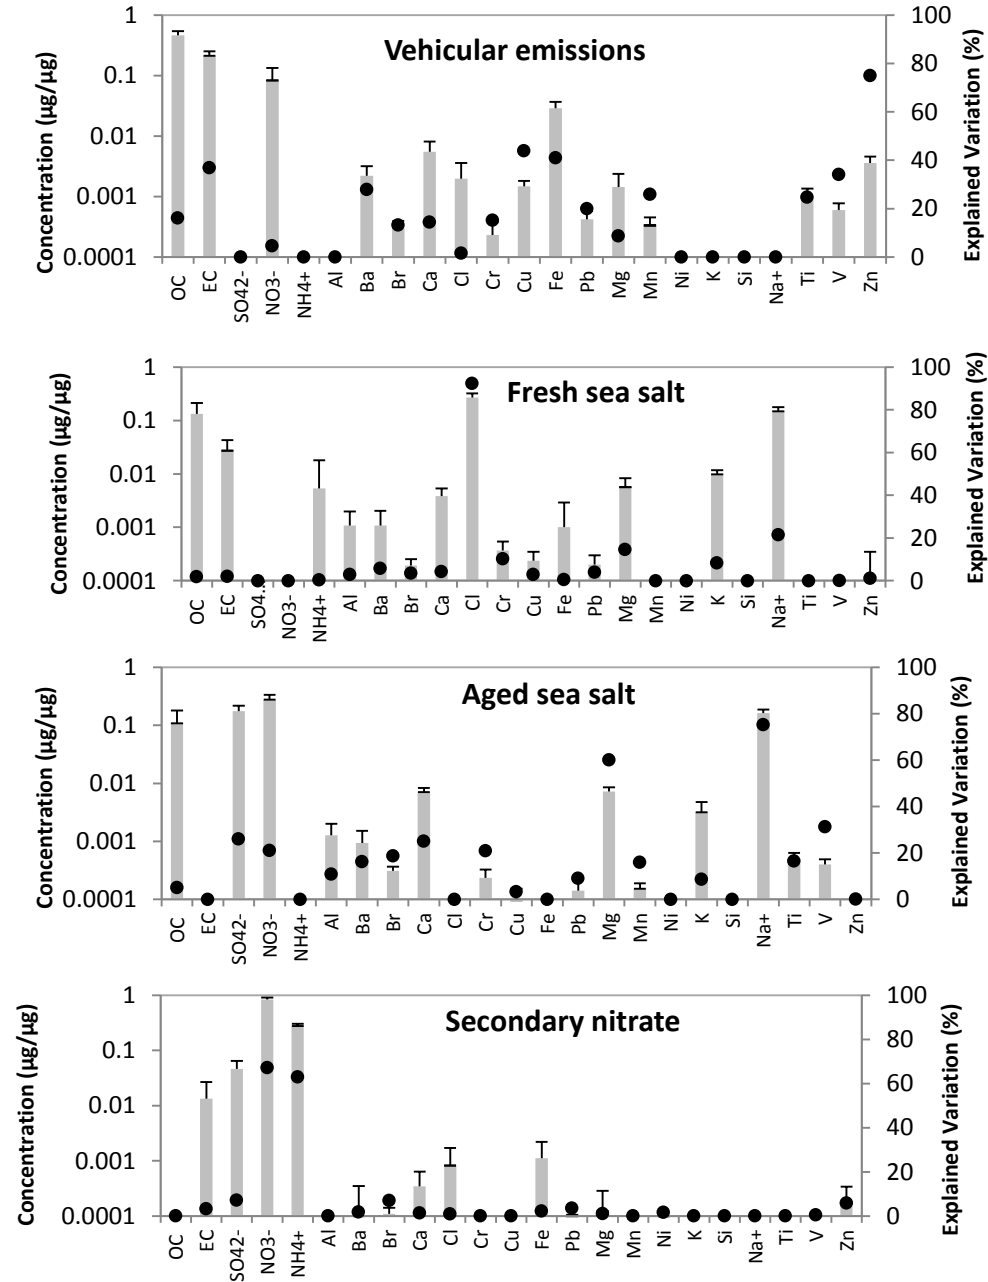 Vehicular emissions
Concentration (μg/μg)
1
0.1
0.01
0.001
0.0001
100
80
60
40
20
0
Explained Variation (%)
OC EC SO42- NO3- NH4+ Al Ba Br Ca Cl Cr Cu Fe Pb Mg Mn Ni K Si Na+ Ti V Zn
Fresh sea salt
Concentration (μg/μg)
1
0.1
0.01
0.001
0.0001
100
80
60
40
20
0
Explained Variation (%)
OC EC SO4... NO3- NH4+ Al Ba Br Ca Cl Cr Cu Fe Pb Mg Mn Ni K Si Na+ Ti V Zn
Aged sea salt
Concentration (μg/μg)
1
0.1
0.01
0.001
0.0001
100
80
60
40
20
0
Explained Variation (%)
OC EC SO42- NO3- NH4+ Al Ba Br Ca Cl Cr Cu Fe Pb Mg Mn Ni K Si Na+ Ti V Zn
Secondary nitrate
Concentration (μg/μg)
1
0.1
0.01
0.001
0.0001
100
80
60
40
20
0
Explained Variation (%)
OC EC SO42- NO3- NH4+ Al Ba Br Ca Cl Cr Cu Fe Pb Mg Mn Ni K Si Na+ Ti V Zn